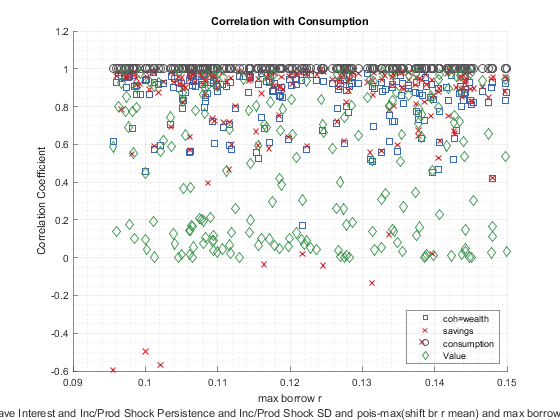 Correlation with Consumption
1.2
1
0.8
0.6
0.4
0.2
0
-0.2
-0.4
-0.6
Correlation Coefficient
coh=wealth
savings
consumption
Value
0.09
0.1
0.11
0.12
0.13
0.14
0.15
max borrow r
ave Interest and Inc/Prod Shock Persistence and Inc/Prod Shock SD and pois-max(shift br r mean) and max borrow